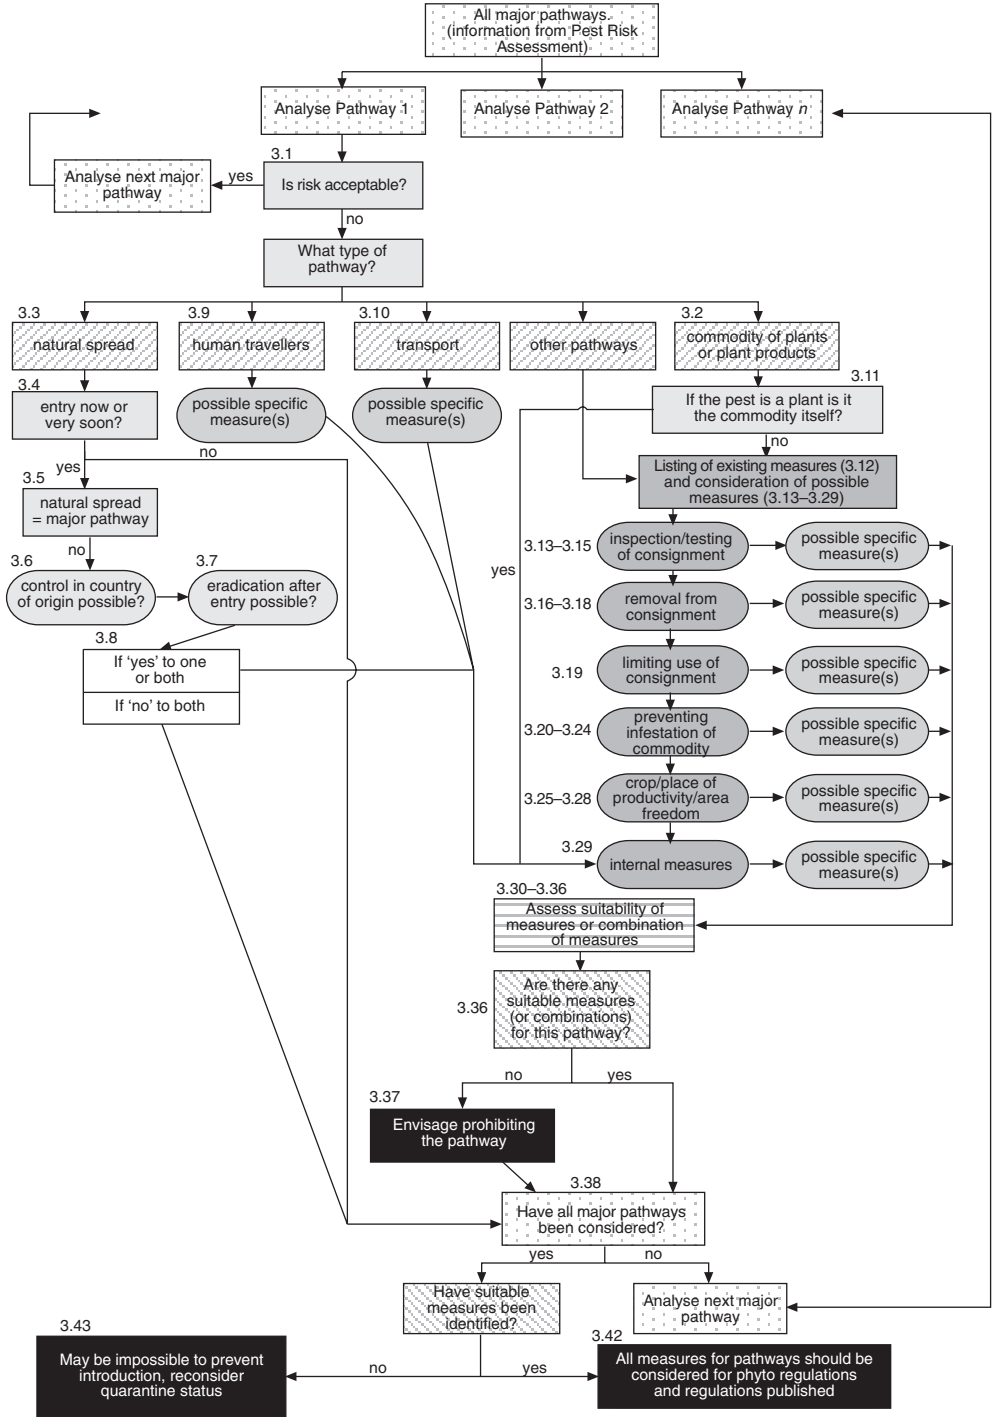 All major pathways.
(information from Pest Risk
Assessment)
Analyse Pathway 1
Analyse Pathway 2
Analyse Pathway n
3.1
Is risk acceptable?
yes
Analyse next major
pathway
no
What type of
pathway?
3.3
3.9
3.10
3.2
natural spread
human travellers
transport
other pathways
commodity of plants
or plant products
3.4
entry now or
very soon?
possible specific
measure(s)
possible specific
measure(s)
3.11
If the pest is a plant is it
the commodity itself?
no
no
yes
3.5
natural spread
= major pathway
Listing of existing measures (3.12)
and consideration of possible
measures (3.13–3.29)
no
yes
3.6
control in country
of origin possible?
3.7
eradication after
entry possible?
3.8
If ‘yes’ to one
or both
If ‘no’ to both
3.13–3.15
inspection/testing
of consignment
possible specific
measure(s)
3.16–3.18
removal from
consignment
possible specific
measure(s)
3.19
limiting use of
consignment
possible specific
measure(s)
3.20–3.24
preventing
infestation of
commodity
possible specific
measure(s)
3.25–3.28
crop/place of
productivity/area
freedom
possible specific
measure(s)
3.29
internal measures
possible specific
measure(s)
3.30–3.36
Assess suitability of
measures or combination
of measures
3.36
Are there any
suitable measures
(or combinations)
for this pathway?
no
yes
3.37
Envisage prohibiting
the pathway
3.38
Have all major pathways
been considered?
yes
no
Have suitable
measures been
identified?
Analyse next major
pathway
3.43
May be impossible to prevent
introduction, reconsider
quarantine status
no
yes
3.42
All measures for pathways should be
considered for phyto regulations
and regulations published